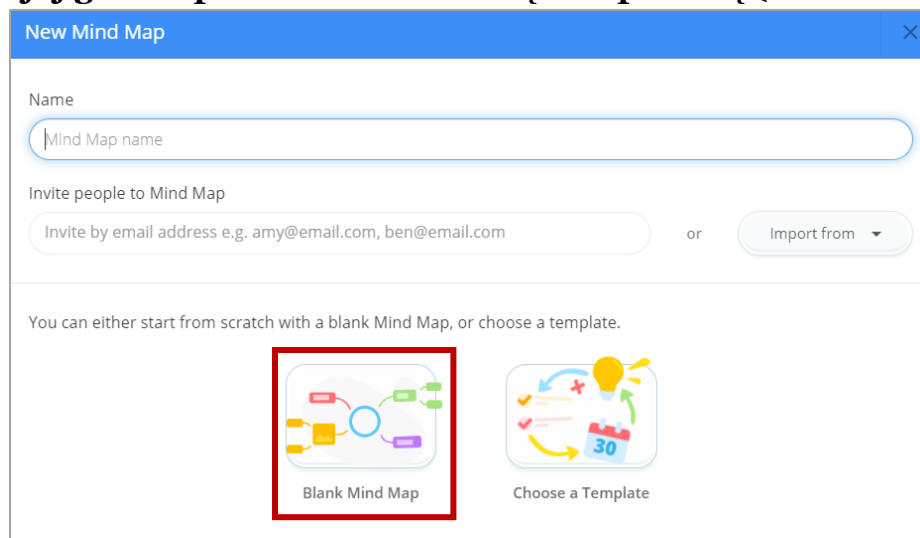 New Mind Map
Name
Mind Map name
Invite people to Mind Map
Invite by email address e.g. amy@email.com, ben@email.com
or
Import from
You can either start from scratch with a blank Mind Map, or choose a template.
30
Blank Mind Map
Choose a Template